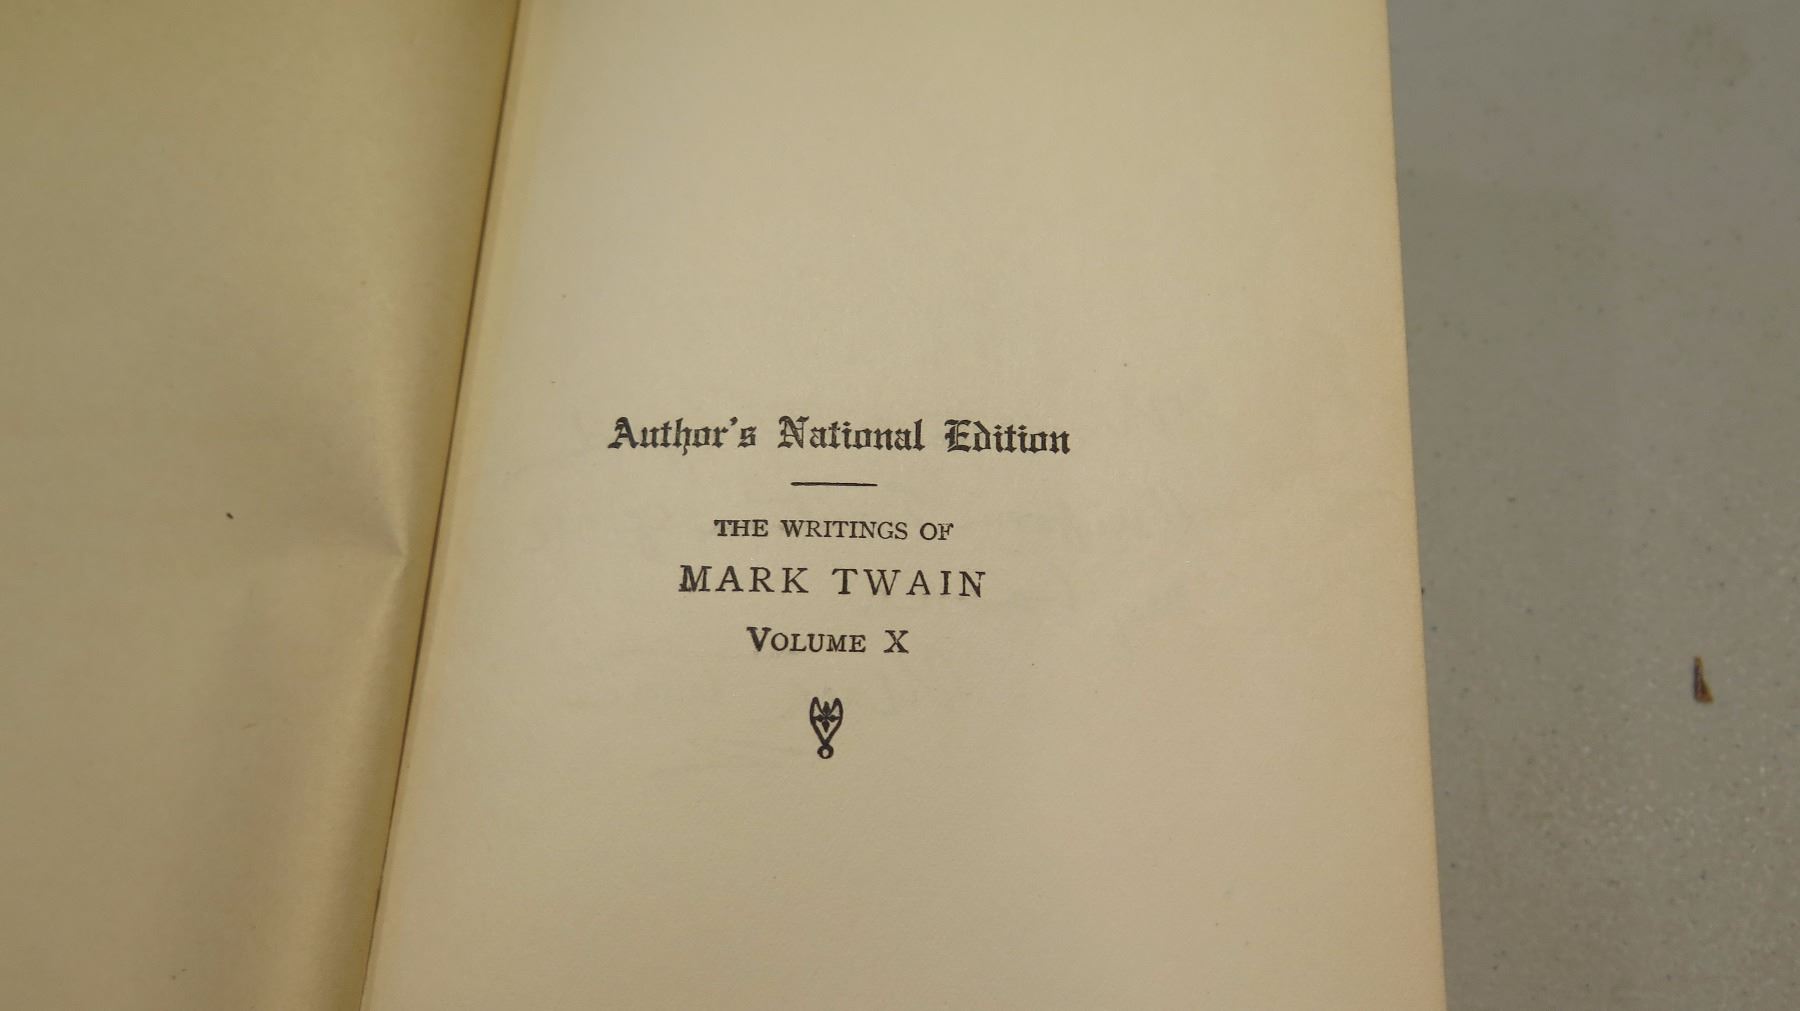 Author's National Edition
THE WRITINGS OF
MARK TWAIN
VOLUME X